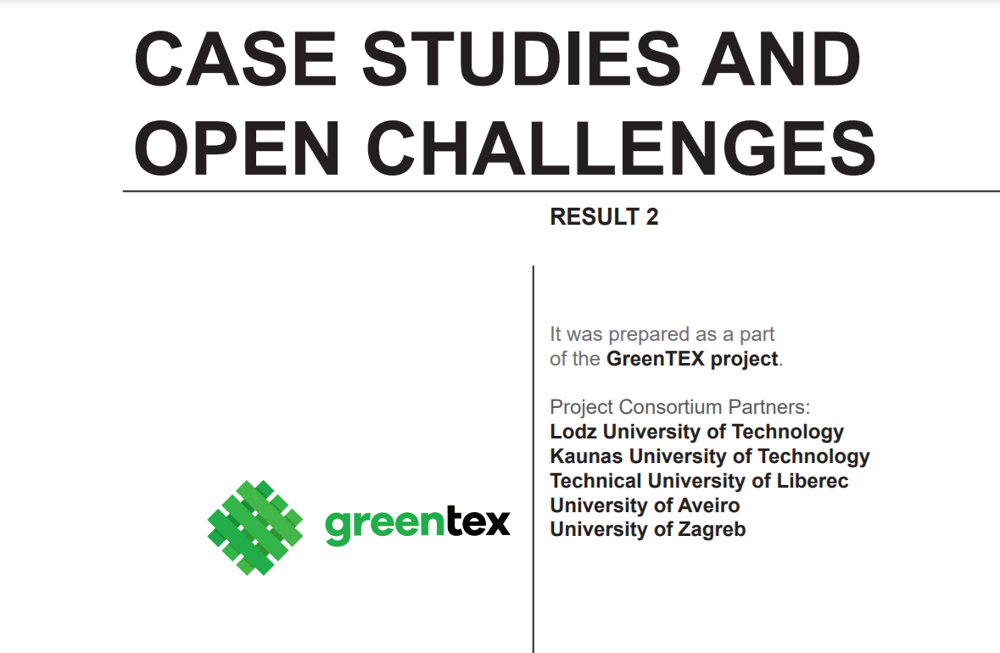 CASE STUDIES AND
OPEN CHALLENGES
RESULT 2
It was prepared as a part
of the GreenTEX project.
Project Consortium Partners:
Lodz University of Technology
Kaunas University of Technology
Technical University of Liberec
University of Aveiro
University of Zagreb
greentex